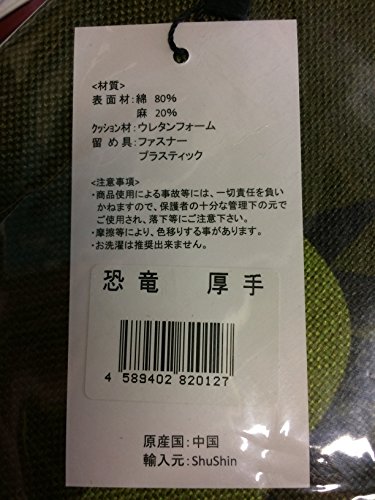 <材質>
表面材:綿 80%
麻 20%
クッション材:ウレタンフォーム
留め具:ファスナー
プラスティック
<注意事項>
・商品使用による事故等には、一切責任を負い
かねますので、保護者の十分な管理下の元で
ご使用され、落下等にご注意下さい。
・摩擦等により、色移りする事があります。
・お洗濯は推奨出来ません。
恐竜 厚手
4 589402 820127
原産国:中国
輸入元:ShuShin